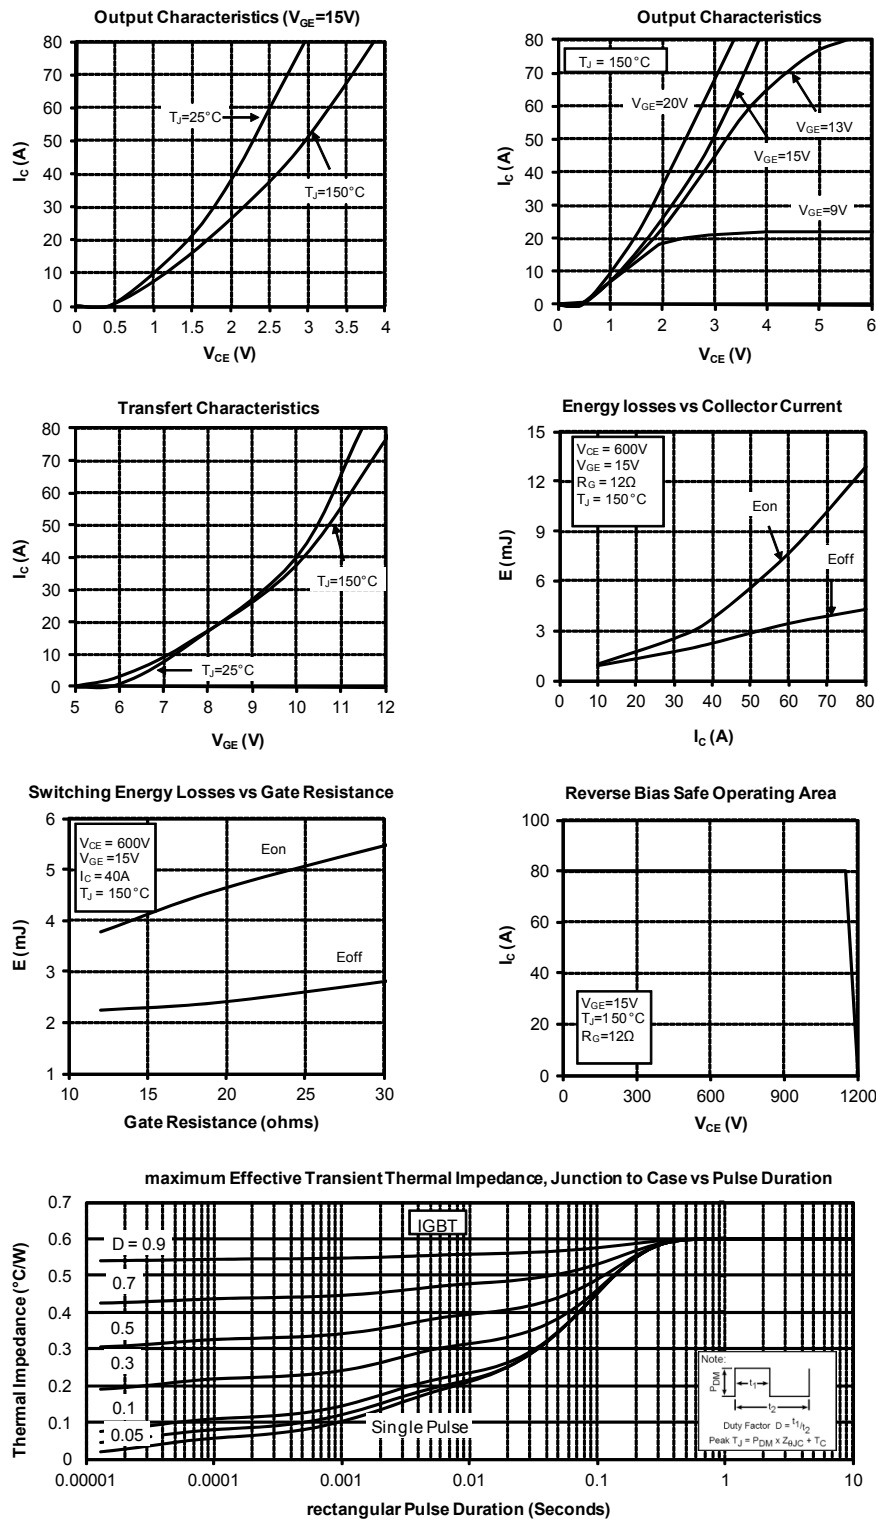 Output Characteristics (VGE=15V)
80
70
60
50
40
30
20
10
0
IC (A)
TJ=25°C
TJ=150°C
0 0.5 1 1.5 2 2.5 3 3.5 4
VCE (V)
Output Characteristics
80
70
60
50
40
30
20
10
0
IC (A)
TJ = 150°C
VGE=20V
VGE=13V
VGE=15V
VGE=9V
0 1 2 3 4 5 6
VCE (V)
Transfert Characteristics
80
70
60
50
40
30
20
10
0
IC (A)
TJ=150°C
TJ=25°C
5 6 7 8 9 10 11 12
VGE (V)
Energy losses vs Collector Current
15
12
9
6
3
0
E (mJ)
VCE = 600V
VGE = 15V
RG = 12Ω
TJ = 150°C
Eon
Eoff
0 10 20 30 40 50 60 70 80
IC (A)
Switching Energy Losses vs Gate Resistance
6
5
4
3
2
1
E (mJ)
VCE = 600V
VGE =15V
IC = 40A
TJ = 150°C
Eon
Eoff
10 15 20 25 30
Gate Resistance (ohms)
Reverse Bias Safe Operating Area
100
80
60
40
20
0
IC (A)
VGE=15V
TJ=150°C
RG=12Ω
0 300 600 900 1200
VCE (V)
maximum Effective Transient Thermal Impedance, Junction to Case vs Pulse Duration
0.7
0.6
0.5
0.4
0.3
0.2
0.1
0
Thermal Impedance (°C/W)
IGBT
D = 0.9
0.7
0.5
0.3
0.1
0.05
Single Pulse
Note:
PDM
t1
t2
Duty Factor D = t1/t2
Peak TJ = PDM x ZθJC + TC
0.00001 0.0001 0.001 0.01 0.1 1 10
rectangular Pulse Duration (Seconds)